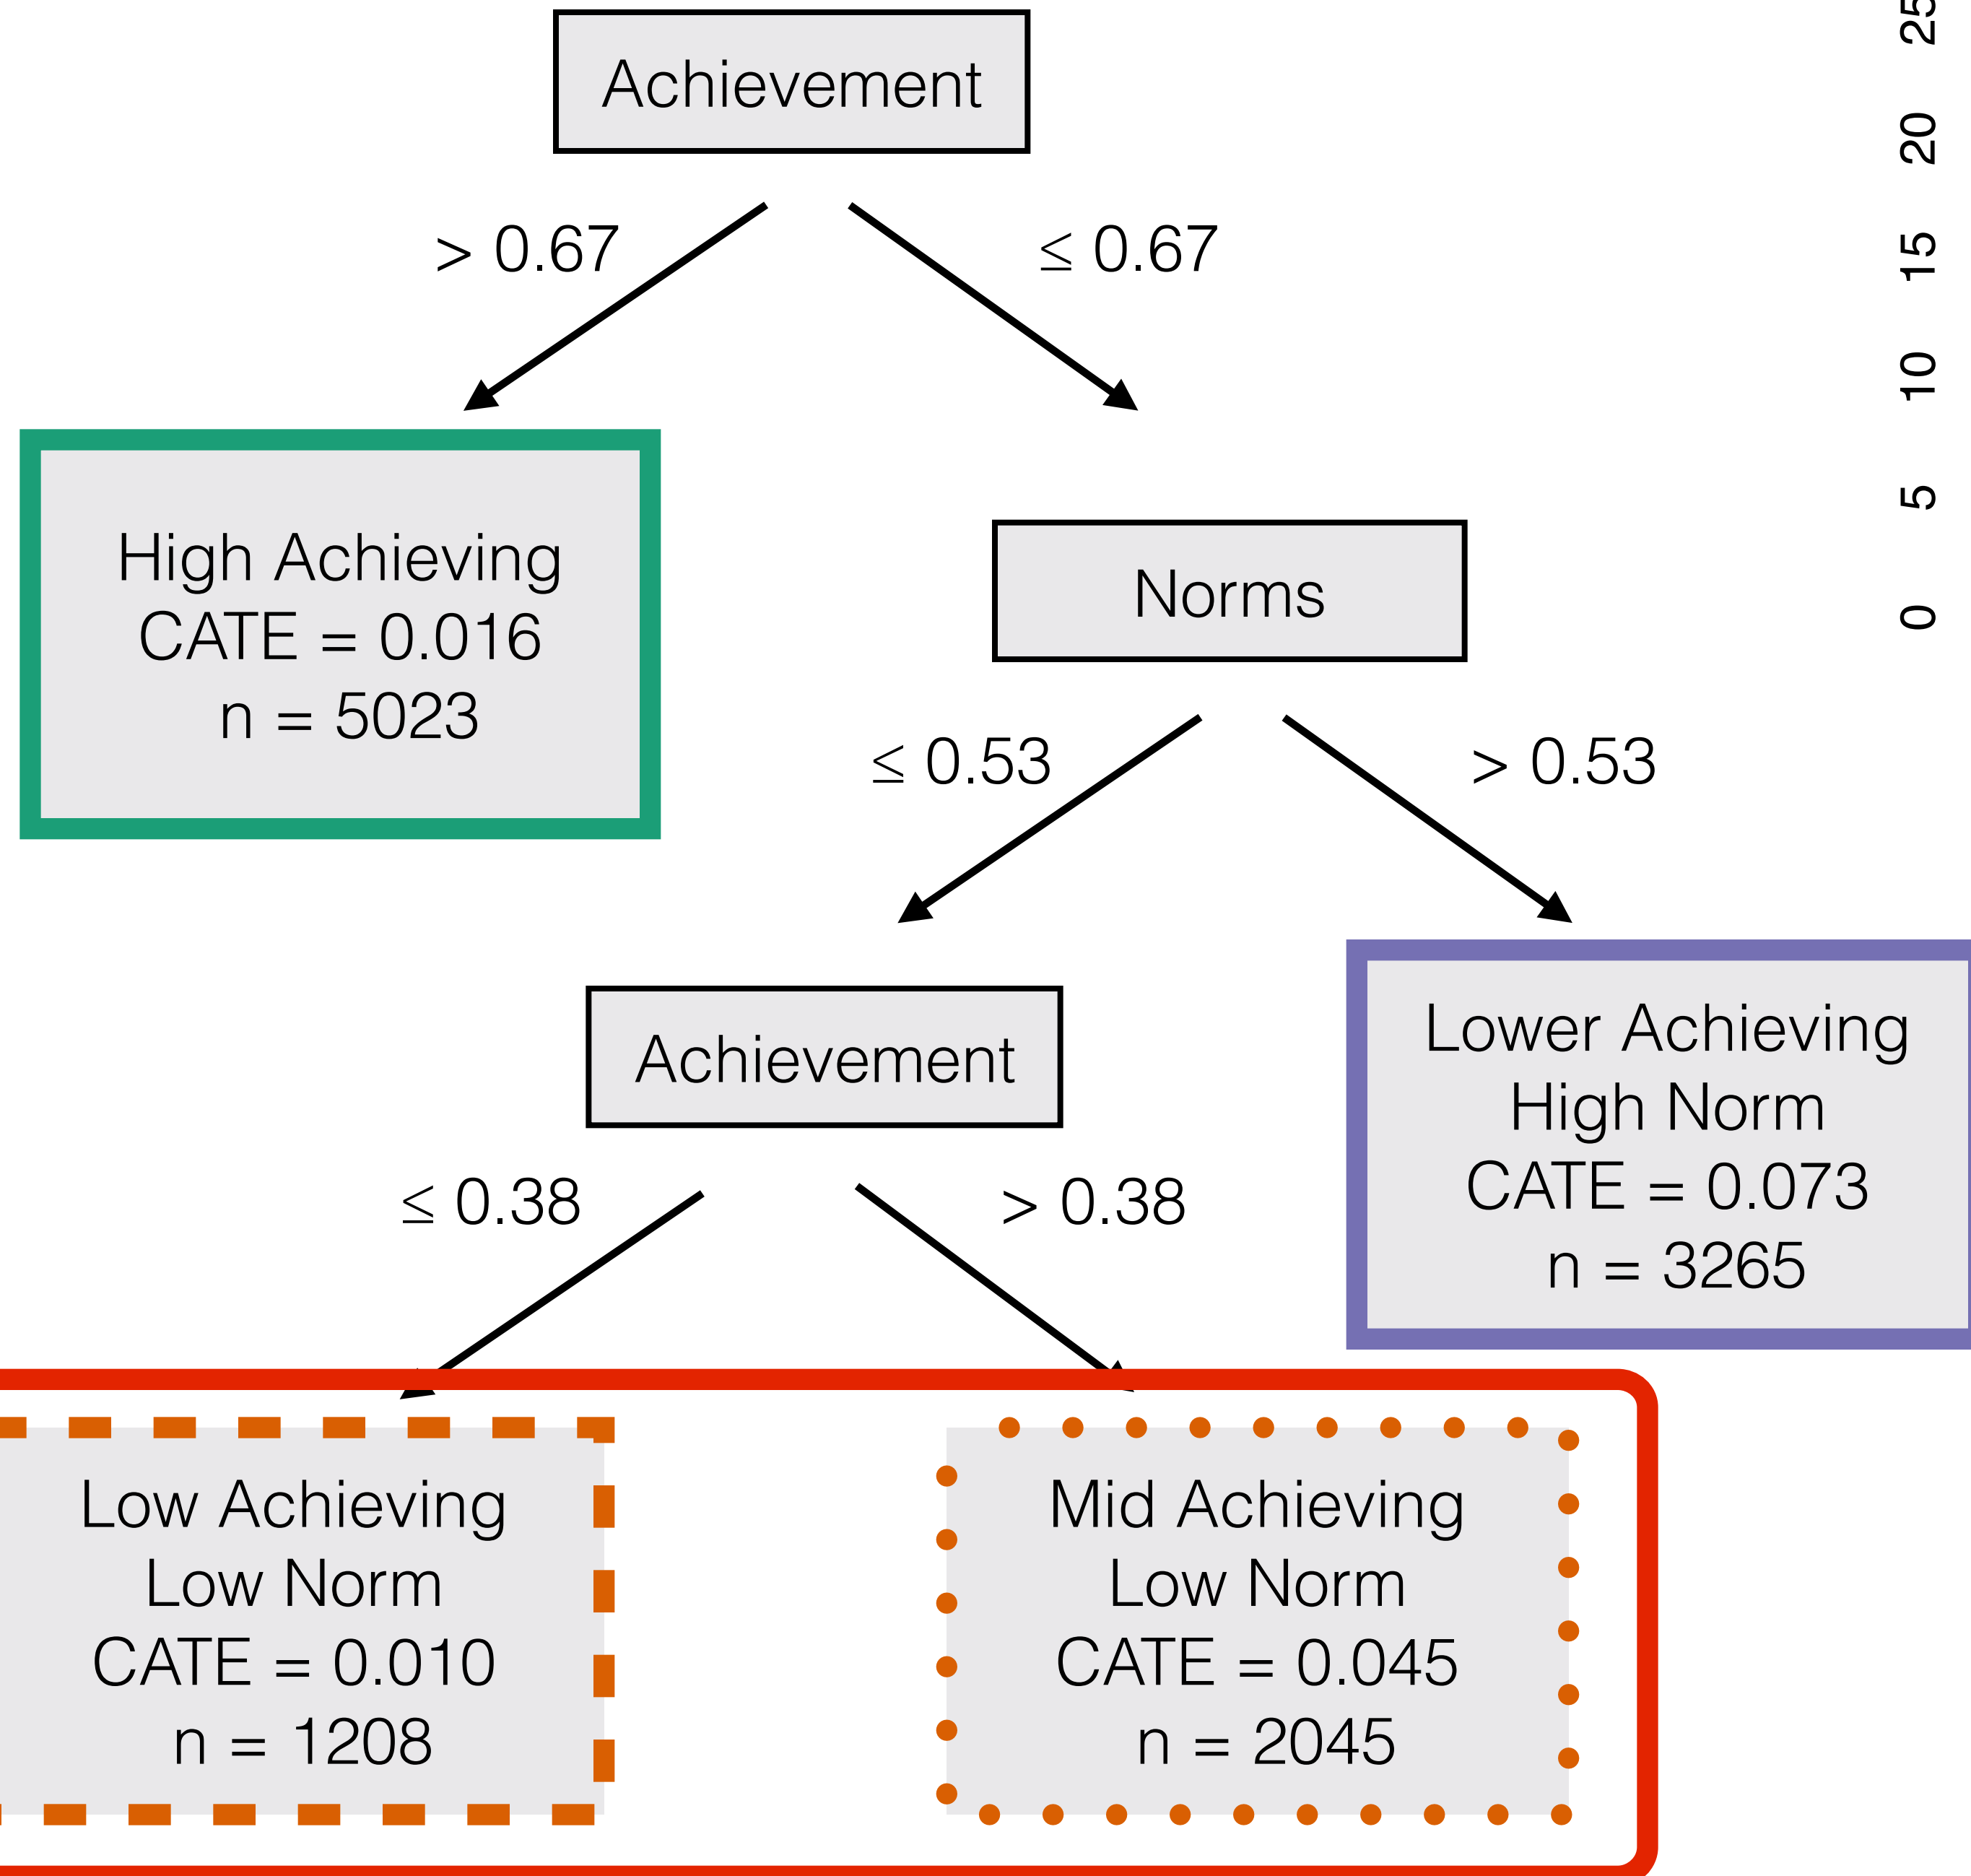 Achievement
> 0.67
≤ 0.67
High Achieving
CATE = 0.016
n = 5023
Norms
≤ 0.53
> 0.53
Achievement
Lower Achieving
High Norm
CATE = 0.073
n = 3265
≤ 0.38
> 0.38
Low Achieving
Low Norm
CATE = 0.010
n = 1208
Mid Achieving
Low Norm
CATE = 0.045
n = 2045
25
20
15
10
5
0